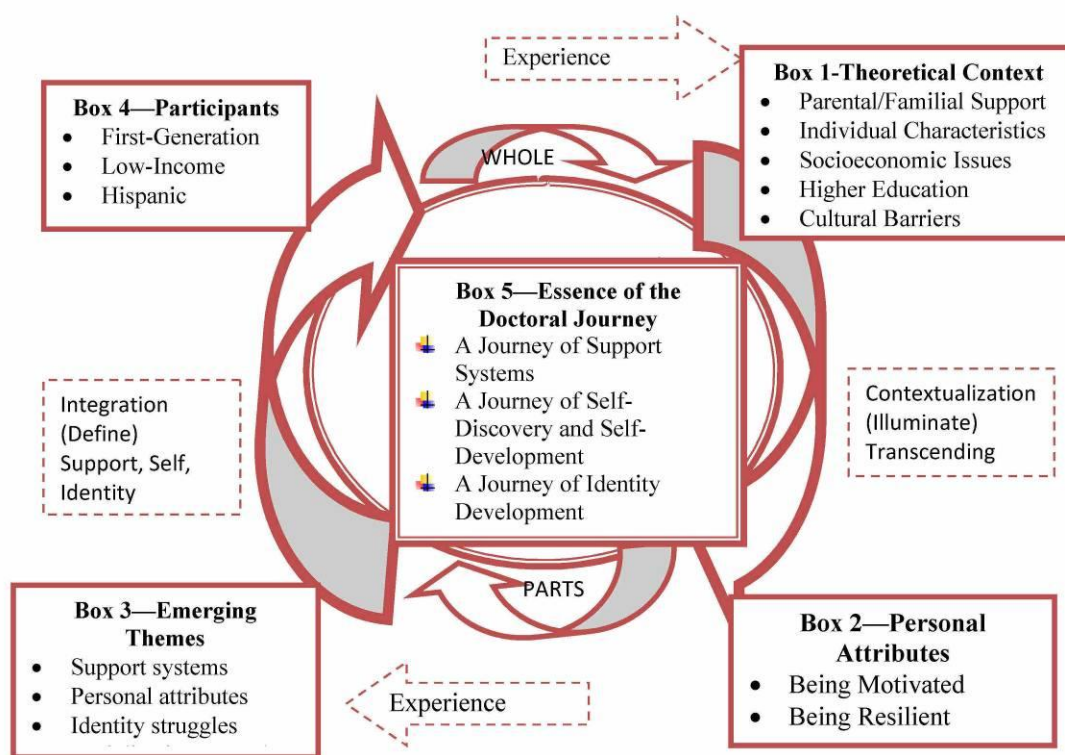 Experience
Box 1-Theoretical Context
• Parental/Familial Support
• Individual Characteristics
• Socioeconomic Issues
• Higher Education
• Cultural Barriers
Box 4—Participants
• First-Generation
• Low-Income
• Hispanic
WHOLE
Box 5—Essence of the
Doctoral Journey
A Journey of Support
Systems
A Journey of Self-
Discovery and Self-
Development
A Journey of Identity
Development
Integration
(Define)
Support, Self,
Identity
Contextualization
(Illuminate)
Transcending
PARTS
Box 3—Emerging
Themes
• Support systems
• Personal attributes
• Identity struggles
Box 2—Personal
Attributes
• Being Motivated
• Being Resilient
Experience